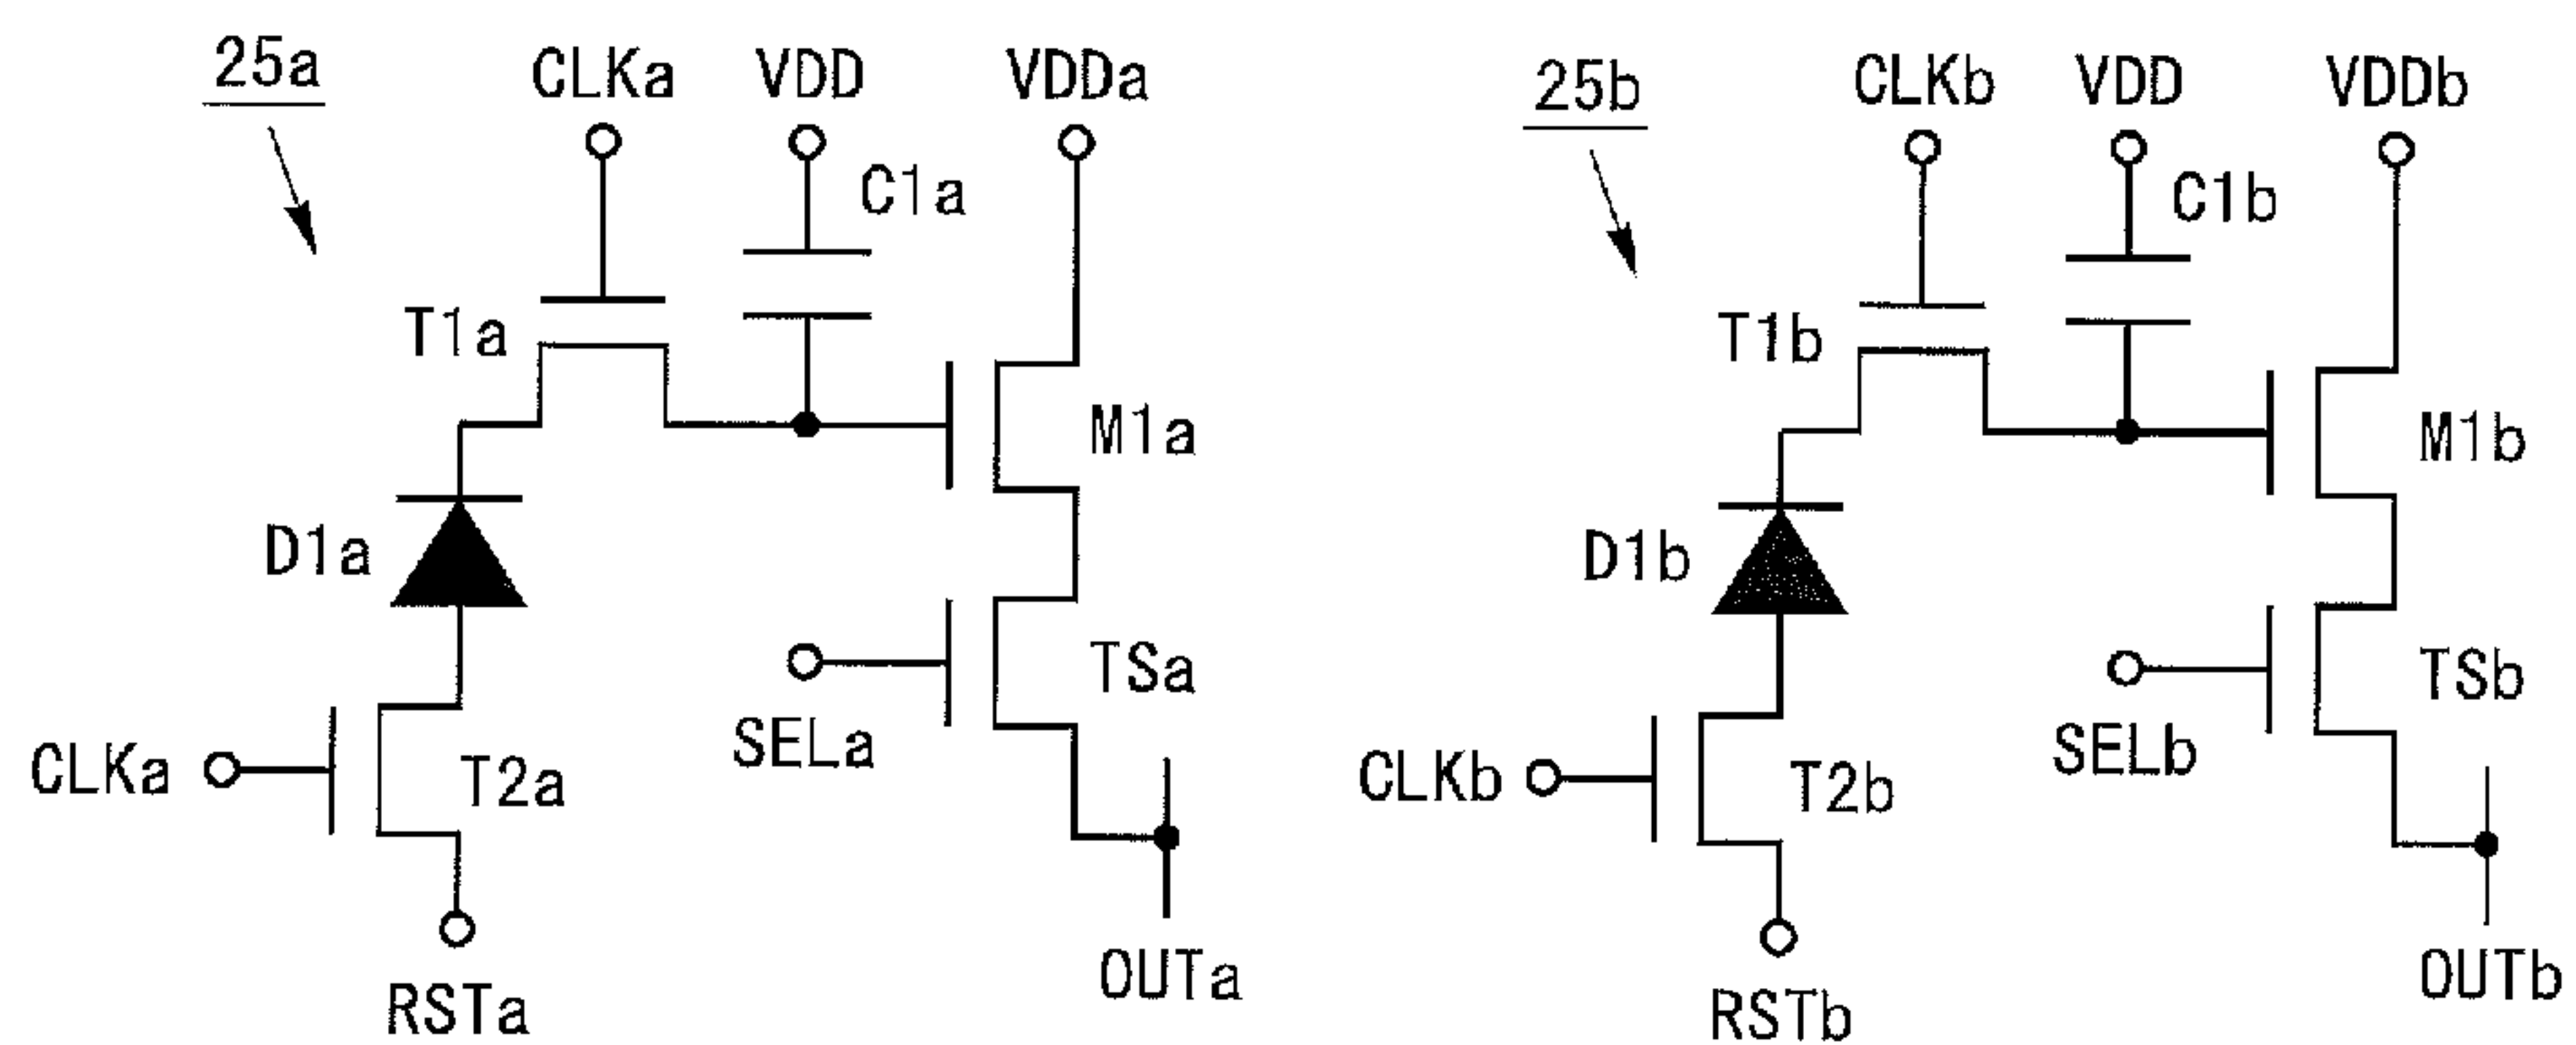 25a CLKa VDD VDDa
C1a
T1a
M1a
D1a
TSa
SELa
CLKa T2a
OUTa
RSTa
25b CLKb VDD VDDb
C1b
T1b
M1b
D1b
TSb
SELb
CLKb T2b
OUTb
RSTb